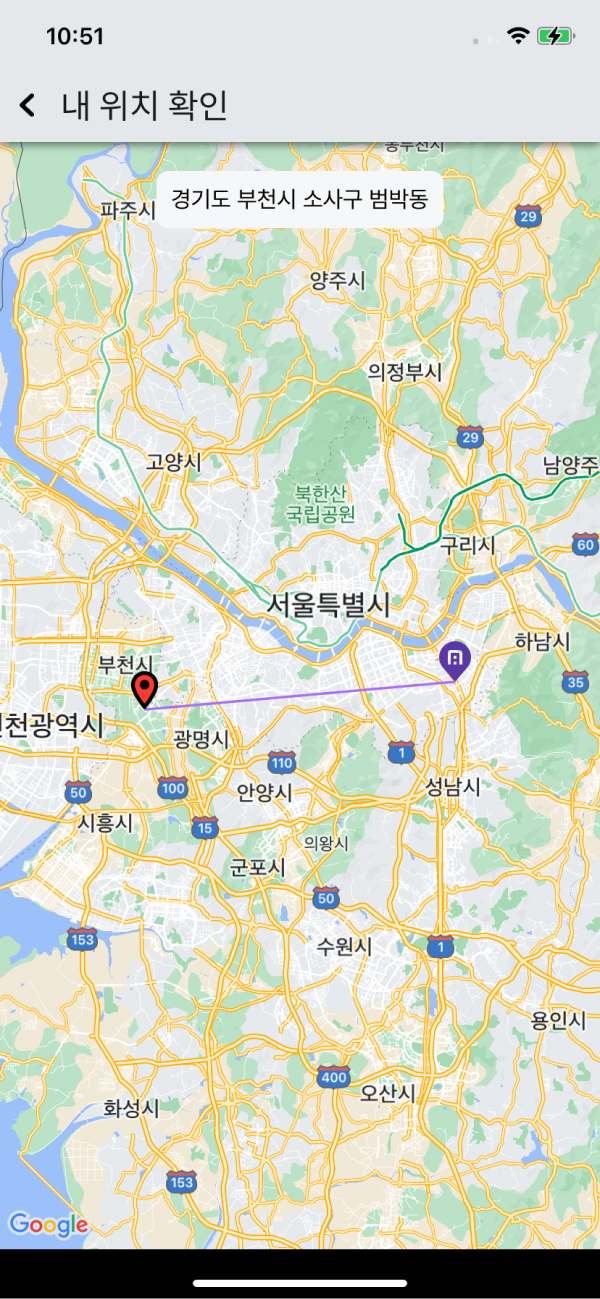 10:51
내 위치 확인
동두천시
경기도 부천시 소사구 범박동
파주시
29
양주시
의정부시
29
고양시
남양주
북한산
국립공원
구리시
60
서울특별시
하남시
부천시
35
인천광역시
광명시
1
110
안양시
성남시
50
100
시흥시
15
의왕시
군포시
50
153
수원시
1
용인시
400
오산시
화성시
153
Google